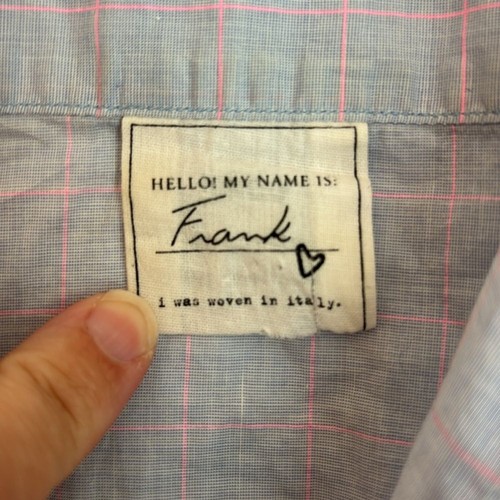 HELLO! MY NAME IS:
Frank
i was woven in italy.